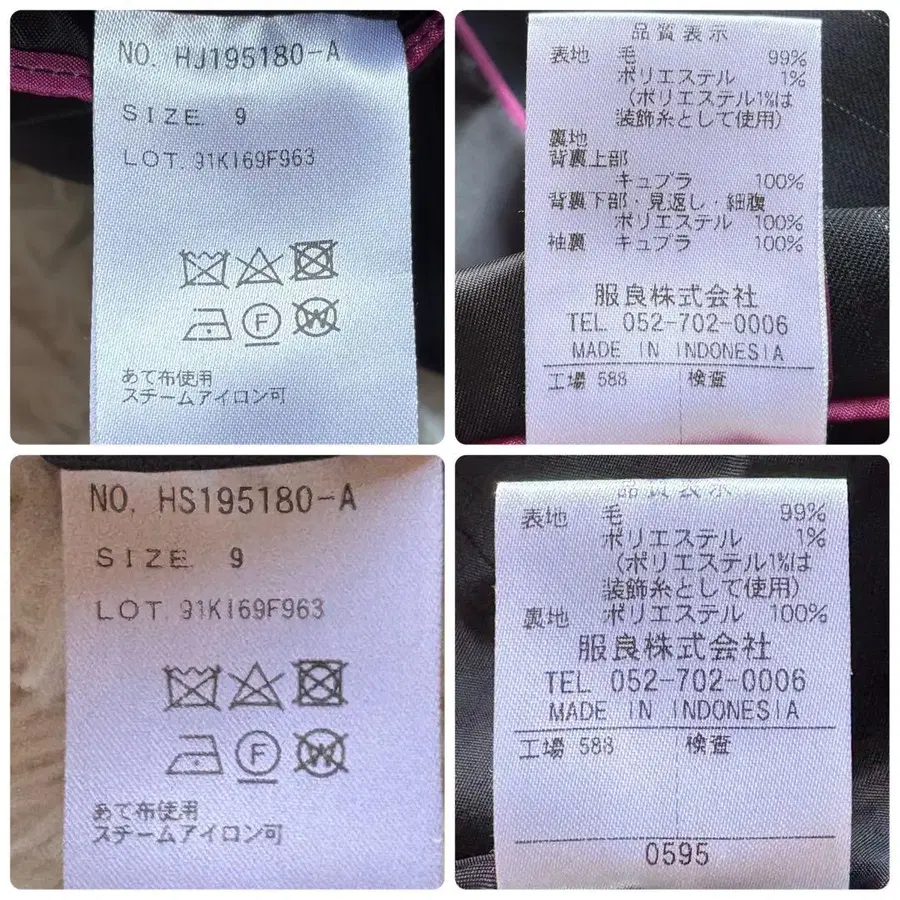 NO. HJ195180-A
SIZE 9
LOT. 91KI69F963
F
W
あて布使用
スチームアイロン可
品質表示
表地 毛 99%
ポリエステル 1%
(ポリエステル1%は
装飾糸として使用)
裏地
背裏上部
キュプラ 100%
背裏下部・見返し・細腹
ポリエステル 100%
袖裏 キュプラ 100%
服良株式会社
TEL 052-702-0006
MADE IN INDONESIA
工場 588 検査
NO. HS195180-A
SIZE 9
LOT. 91KI69F963
F
W
あて布使用
スチームアイロン可
品質表示
表地 毛 99%
ポリエステル 1%
(ポリエステル1%は
装飾糸として使用)
裏地 ポリエステル 100%
服良株式会社
TEL 052-702-0006
MADE IN INDONESIA
工場 588 検査
0595